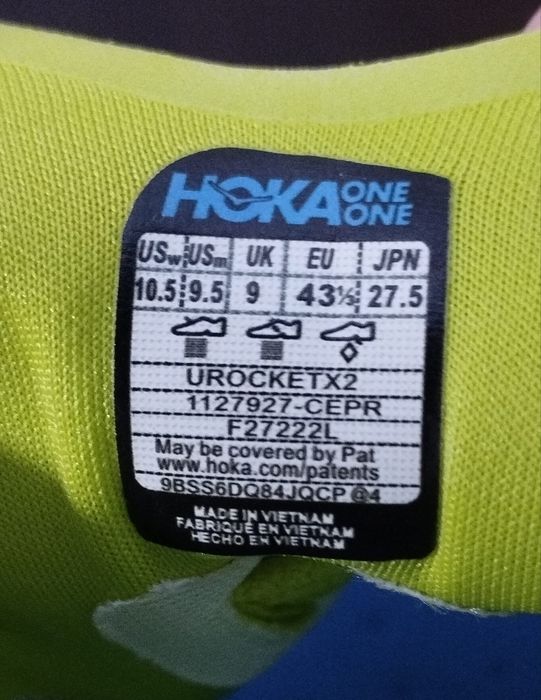 HOKA ONE ONE
USw USm UK EU JPN
10.5 9.5 9 43⅓ 27.5
UROCKETX2
1127927-CEPR
F27222L
May be covered by Pat
www.hoka.com/patents
9BSS6DQ84JQCP @4
MADE IN VIETNAM
FABRIQUÉ EN VIETNAM
HECHO EN VIETNAM